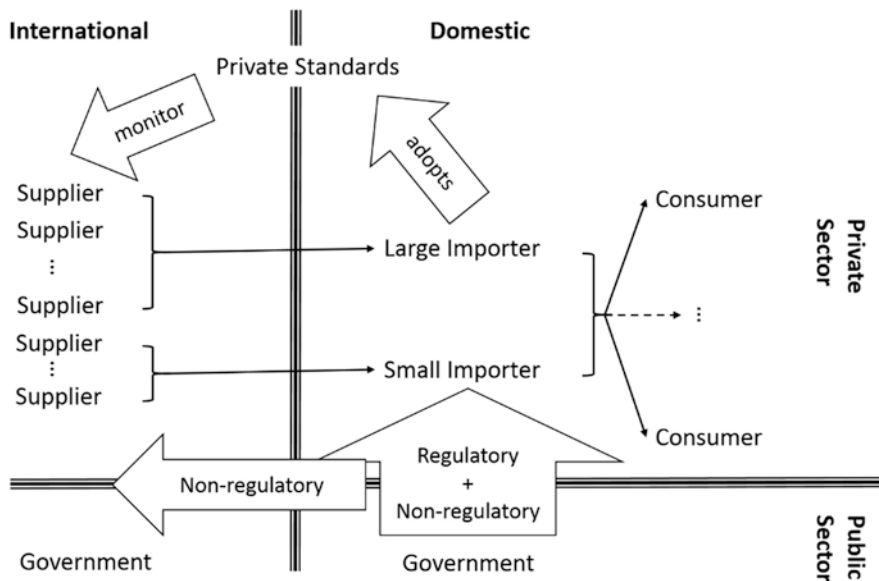 International
Domestic
Private Standards
monitor
adopts
Supplier
Supplier
...
Supplier
Supplier
...
Supplier
Large Importer
Small Importer
Consumer
...
Consumer
Private
Sector
Non-regulatory
Regulatory
+
Non-regulatory
Government
Government
Public
Sector